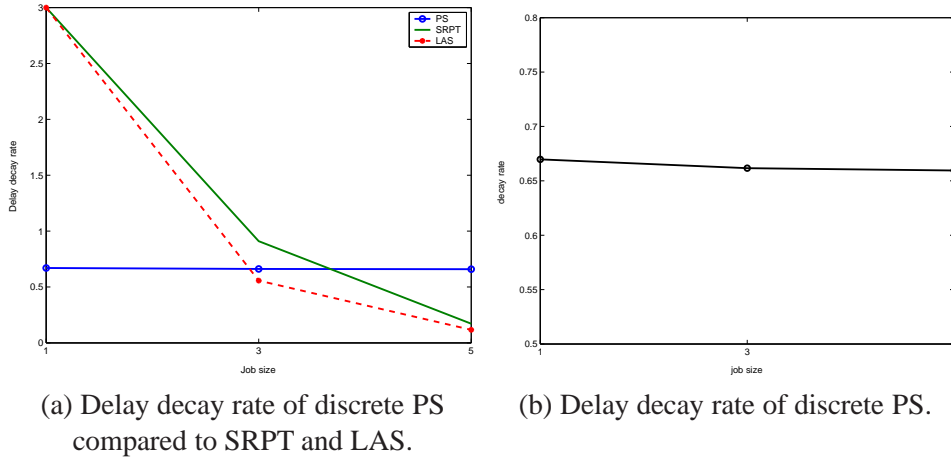 3
2.5
2
1.5
1
0.5
0
Delay decay rate
PS
SRPT
LAS
1
3
5
Job size
0.8
0.75
0.7
0.65
0.6
0.55
0.5
decay rate
1
3
job size
(a) Delay decay rate of discrete PS
compared to SRPT and LAS.
(b) Delay decay rate of discrete PS.